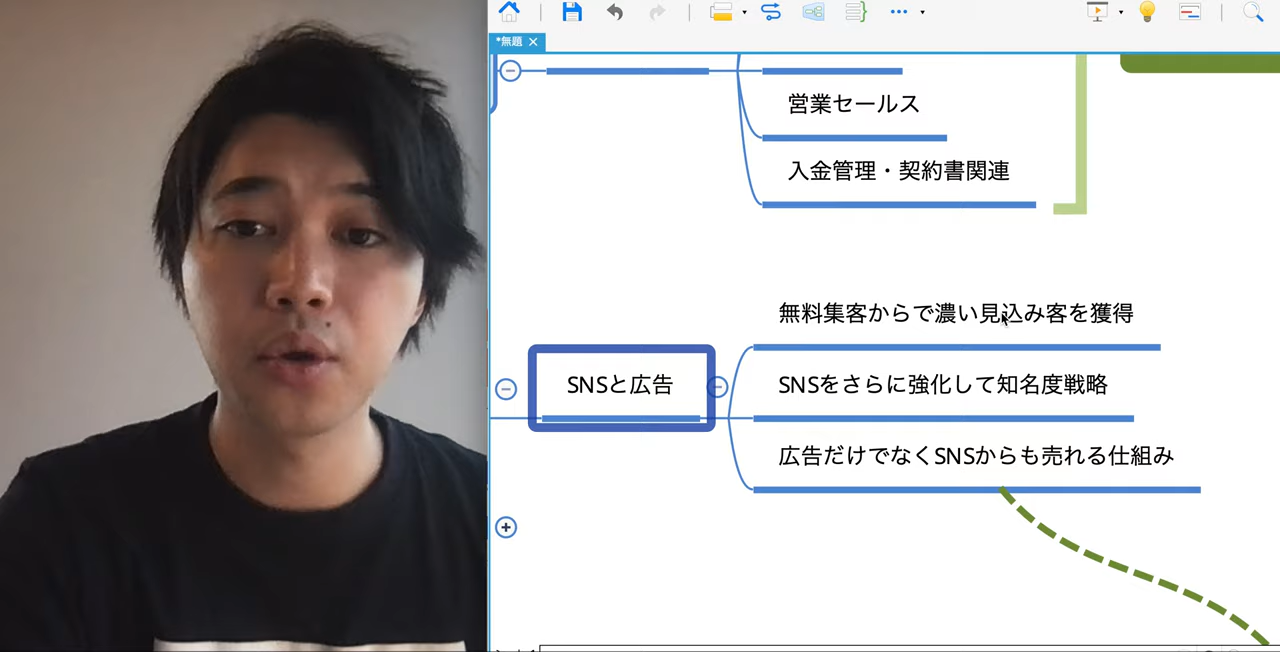 *無題
営業セールス
入金管理・契約書関連
無料集客からで濃い見込み客を獲得
SNSと広告
SNSをさらに強化して知名度戦略
広告だけでなくSNSからも売れる仕組み